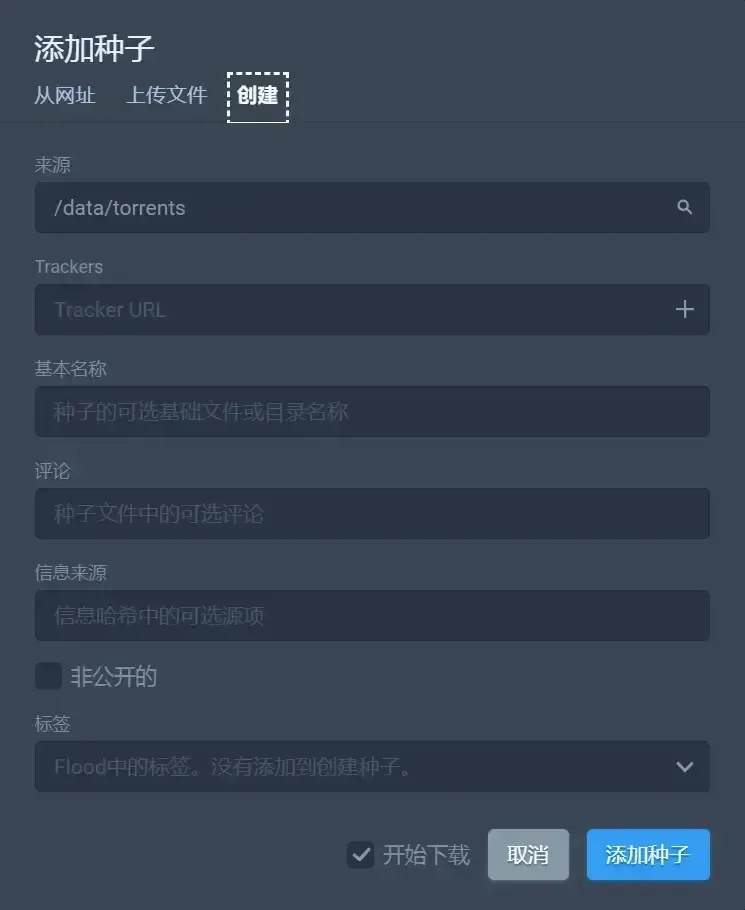 添加种子
从网址 上传文件 创建
来源
/data/torrents
Trackers
Tracker URL
基本名称
种子的可选基础文件或目录名称
评论
种子文件中的可选评论
信息来源
信息哈希中的可选源项
非公开的
标签
Flood中的标签。没有添加到创建种子。
开始下载 取消 添加种子